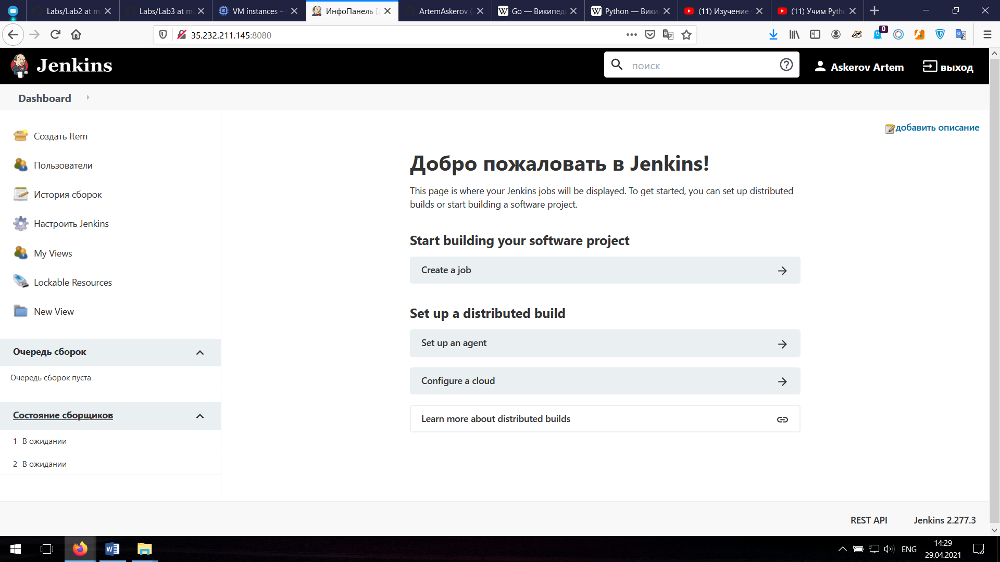 Labs/Lab2 at m
Labs/Lab3 at ma
VM instances –
ИнфоПанель [J
ArtemAskerov (
Go — Википеди
Python — Вики
(11) Изучение
(11) Учим Pytho
35.232.211.145:8080
0
Jenkins
поиск
Askerov Artem
выход
Dashboard
добавить описание
Создать Item
Пользователи
История сборок
Настроить Jenkins
My Views
Lockable Resources
New View
Очередь сборок
Очередь сборок пуста
Состояние сборщиков
1 В ожидании
2 В ожидании
Добро пожаловать в Jenkins!
This page is where your Jenkins jobs will be displayed. To get started, you can set up distributed
builds or start building a software project.
Start building your software project
Create a job
Set up a distributed build
Set up an agent
Configure a cloud
Learn more about distributed builds
REST API
Jenkins 2.277.3
ENG
14:29
29.04.2021